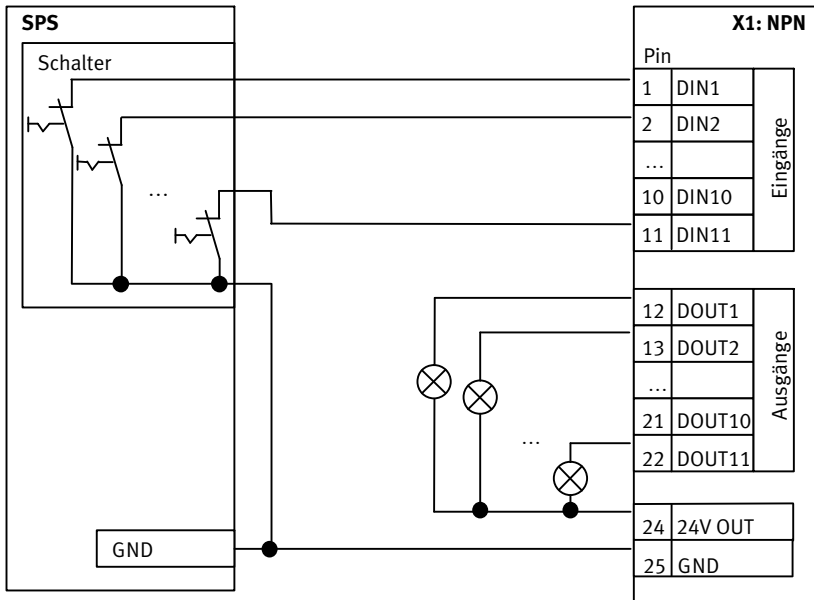 SPS
Schalter
...
GND
X1: NPN
Pin
1 DIN1
2 DIN2
...
10 DIN10
11 DIN11
Eingänge
12 DOUT1
13 DOUT2
...
21 DOUT10
22 DOUT11
Ausgänge
...
24 24V OUT
25 GND